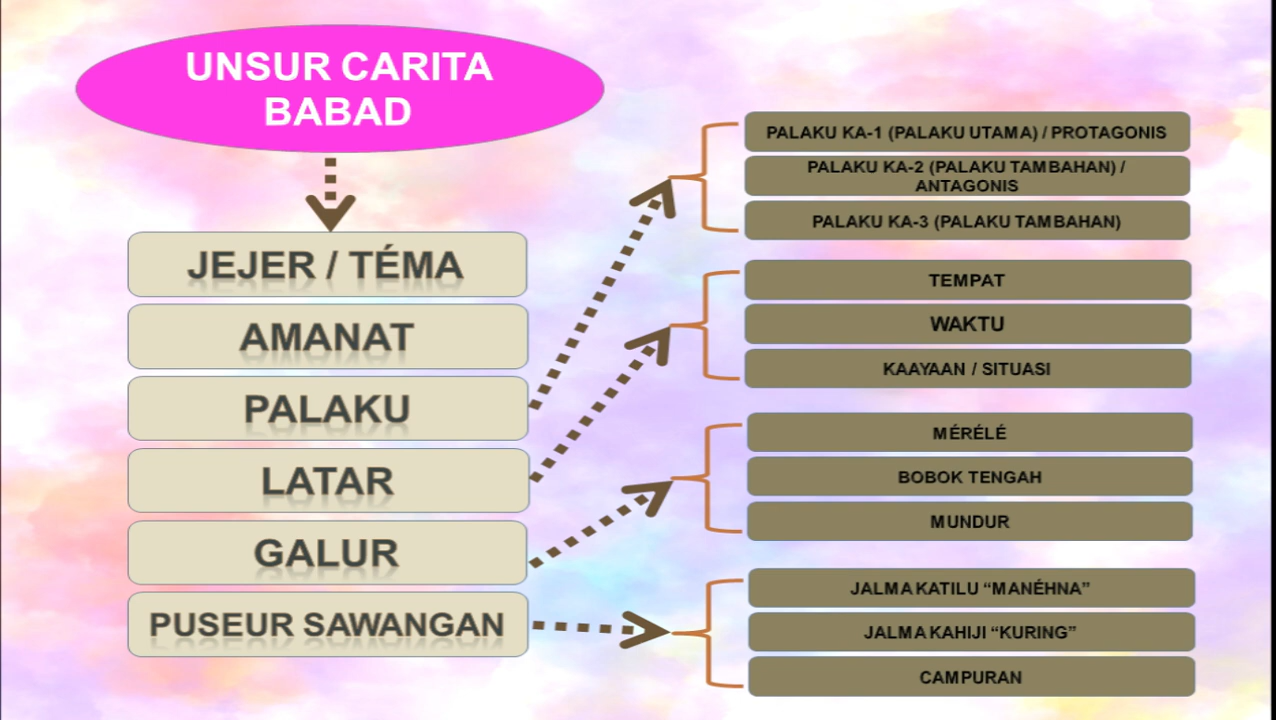 UNSUR CARITA
BABAD
JEJER / TÉMA
AMANAT
PALAKU
LATAR
GALUR
PUSEUR SAWANGAN
PALAKU KA-1 (PALAKU UTAMA) / PROTAGONIS
PALAKU KA-2 (PALAKU TAMBAHAN) /
ANTAGONIS
PALAKU KA-3 (PALAKU TAMBAHAN)
TEMPAT
WAKTU
KAAYAAN / SITUASI
MÉRÉLÉ
BOBOK TENGAH
MUNDUR
JALMA KATILU “MANÉHNA”
JALMA KAHIJI “KURING”
CAMPURAN